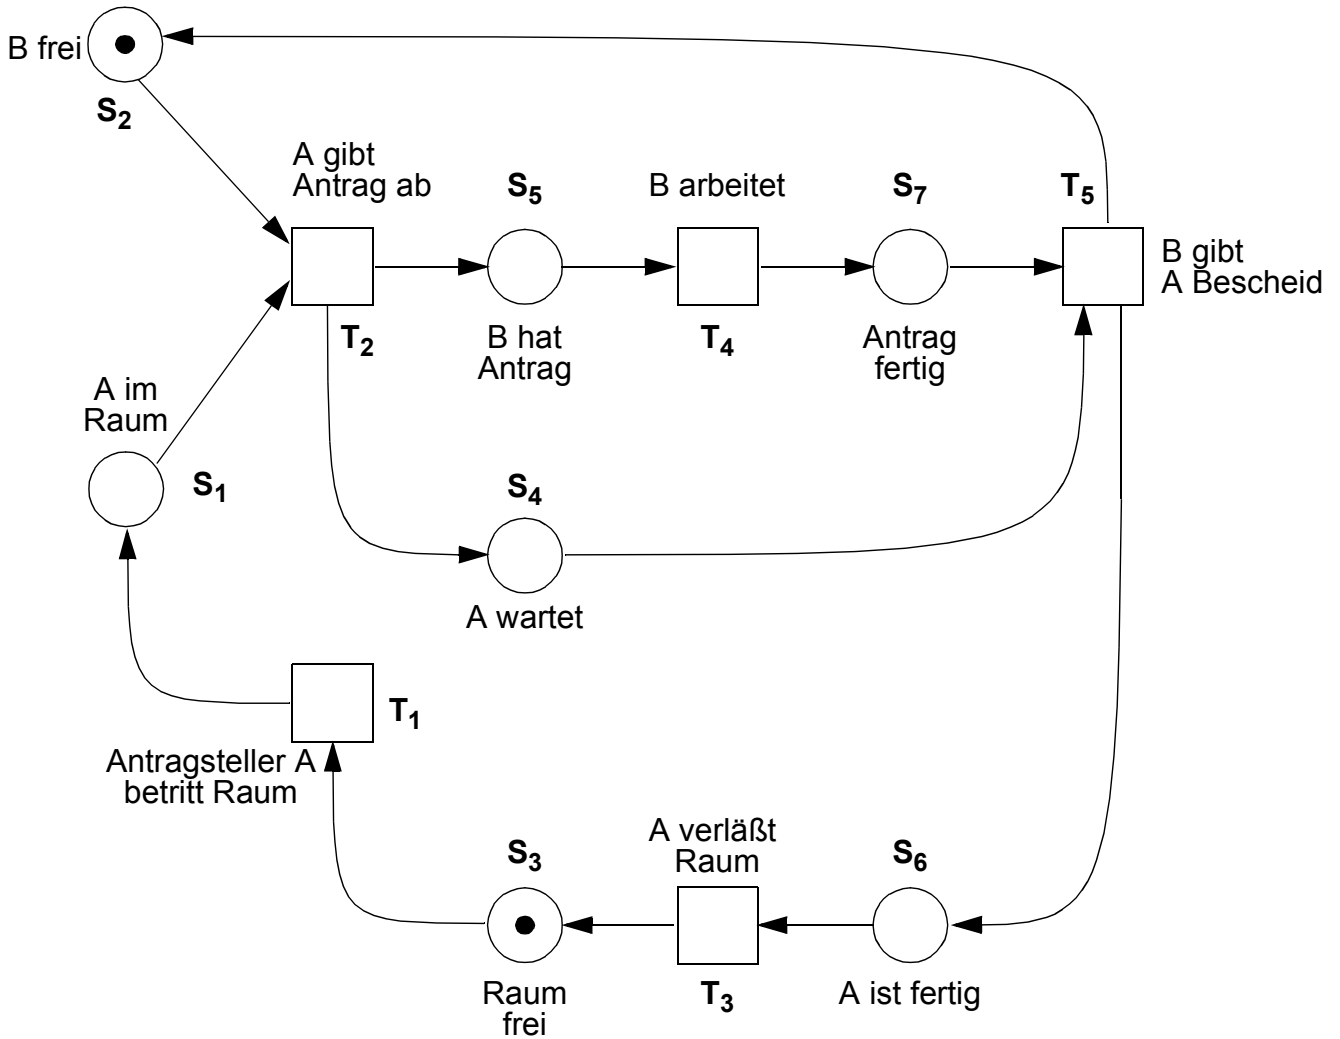 B frei
S2
A gibt
Antrag ab
S5
B arbeitet
S7
T5
B gibt
A Bescheid
T2
B hat
Antrag
T4
Antrag
fertig
A im
Raum
S1
S4
A wartet
T1
Antragsteller A
betritt Raum
A verläßt
Raum
S3
S6
Raum
frei
T3
A ist fertig